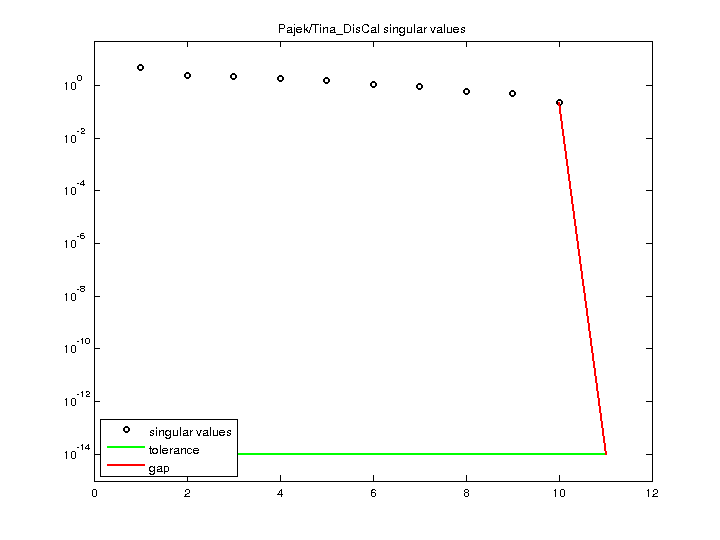 Pajek/Tina_DisCal singular values
10^0
10^-2
10^-4
10^-6
10^-8
10^-10
10^-12
10^-14
singular values
tolerance
gap
0 2 4 6 8 10 12